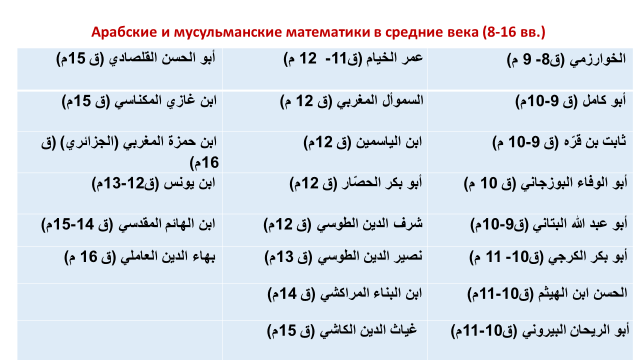 Арабские и мусульманские математики в средние века (8-16 вв.)
الخوارزمي (ق8- 9 م)
عمر الخيام (ق11- 12 م)
أبو الحسن القلصادي (ق 15م)
أبو كامل (ق 9-10م)
السموأل المغربي (ق 12 م)
ابن غازي المكناسي (ق 15م)
ثابت بن قرّه (ق 9-10 م)
ابن الياسمين (ق 12م)
ابن حمزة المغربي (الجزائري) (ق
16م)
أبو الوفاء البوزجاني (ق 10 م)
أبو بكر الحصّار (ق 12م)
ابن يونس (ق12-13م)
أبو عبد الله البتاني (ق9-10م)
شرف الدين الطوسي (ق 12م)
ابن الهائم المقدسي (ق 14-15م)
أبو بكر الكرجي (ق10- 11 م)
نصير الدين الطوسي (ق 13م)
بهاء الدين العاملي (ق 16 م)
الحسن ابن الهيثم (ق10-11م)
ابن البناء المراكشي (ق 14م)
أبو الريحان البيروني (ق10-11م)
غياث الدين الكاشي (ق 15م)